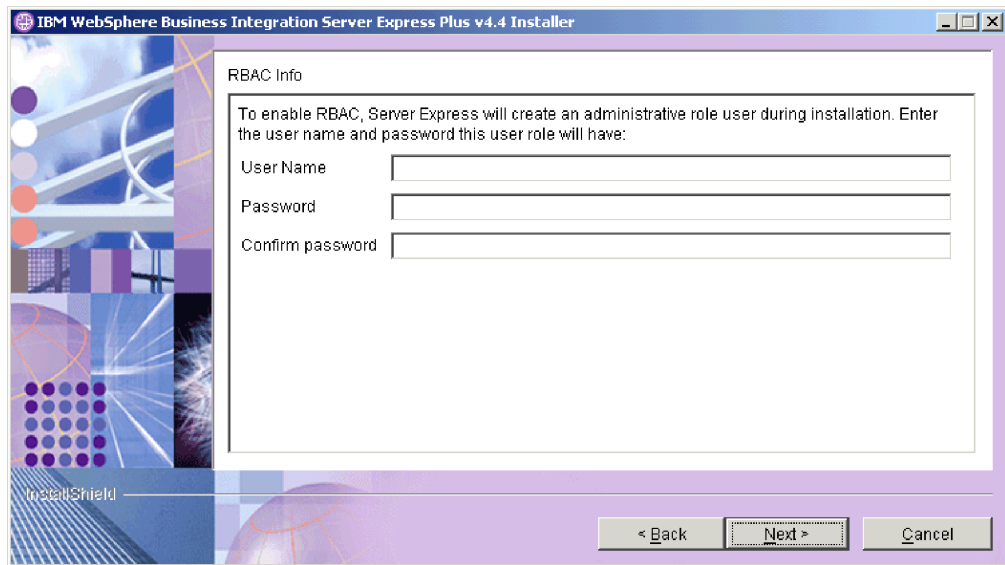 IBM WebSphere Business Integration Server Express Plus v4.4 Installer
RBAC Info
To enable RBAC, Server Express will create an administrative role user during installation. Enter
the user name and password this user role will have:
User Name
Password
Confirm password
InstallShield
< Back
Next >
Cancel